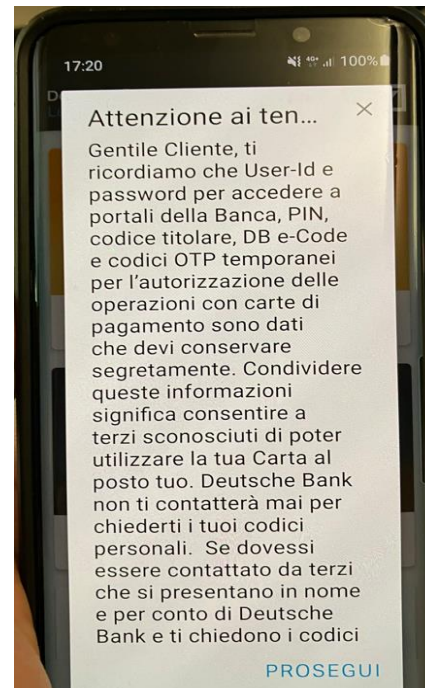 17:20
100%
Attenzione ai ten...
Gentile Cliente, ti
ricordiamo che User-Id e
password per accedere a
portali della Banca, PIN,
codice titolare, DB e-Code
e codici OTP temporanei
per l'autorizzazione delle
operazioni con carte di
pagamento sono dati
che devi conservare
segretamente. Condividere
queste informazioni
significa consentire a
terzi sconosciuti di poter
utilizzare la tua Carta al
posto tuo. Deutsche Bank
non ti contatterà mai per
chiederti i tuoi codici
personali. Se dovessi
essere contattato da terzi
che si presentano in nome
e per conto di Deutsche
Bank e ti chiedono i codici
PROSEGUI